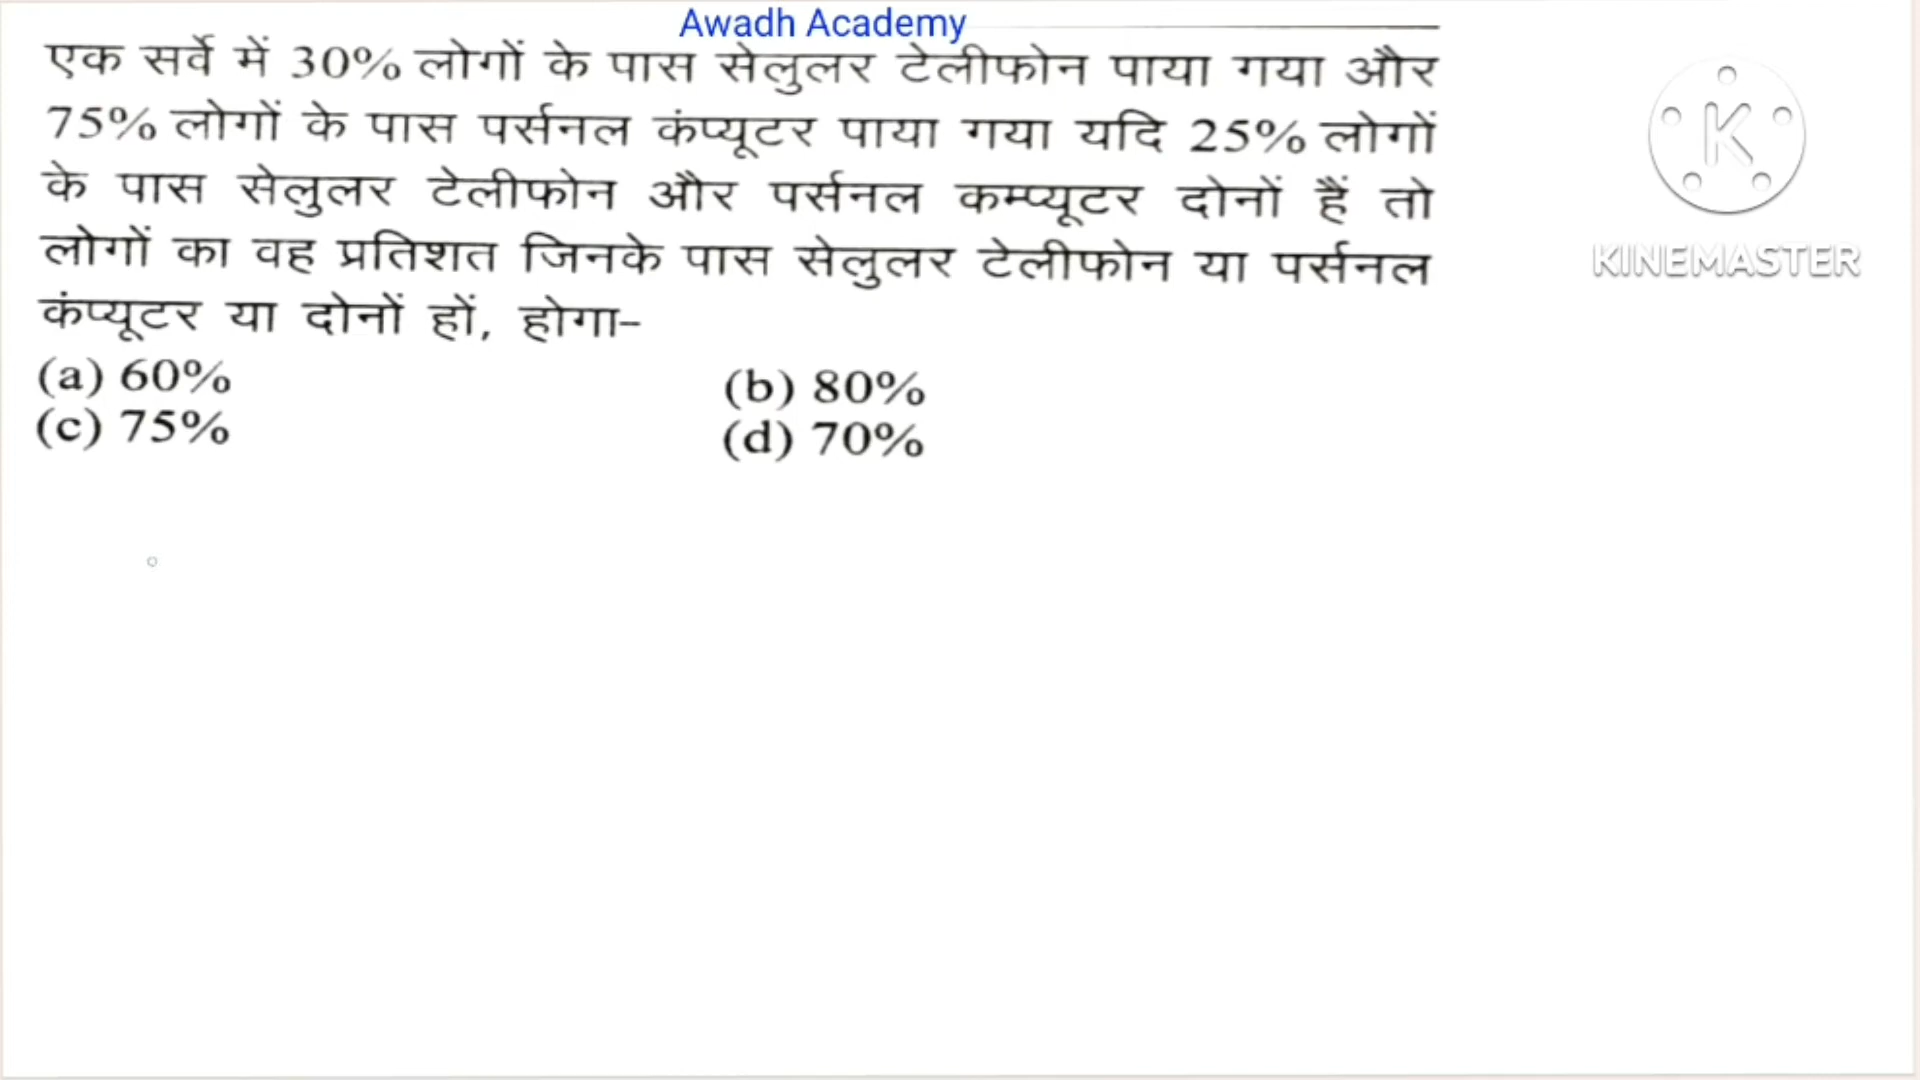 Awadh Academy
एक सर्वे में 30% लोगों के पास सेलुलर टेलीफोन पाया गया और
75% लोगों के पास पर्सनल कंप्यूटर पाया गया यदि 25% लोगों
के पास सेलुलर टेलीफोन और पर्सनल कम्प्यूटर दोनों हैं तो
लोगों का वह प्रतिशत जिनके पास सेलुलर टेलीफोन या पर्सनल
कंप्यूटर या दोनों हों, होगा–
(a) 60% (b) 80%
(c) 75% (d) 70%
K
KINEMASTER